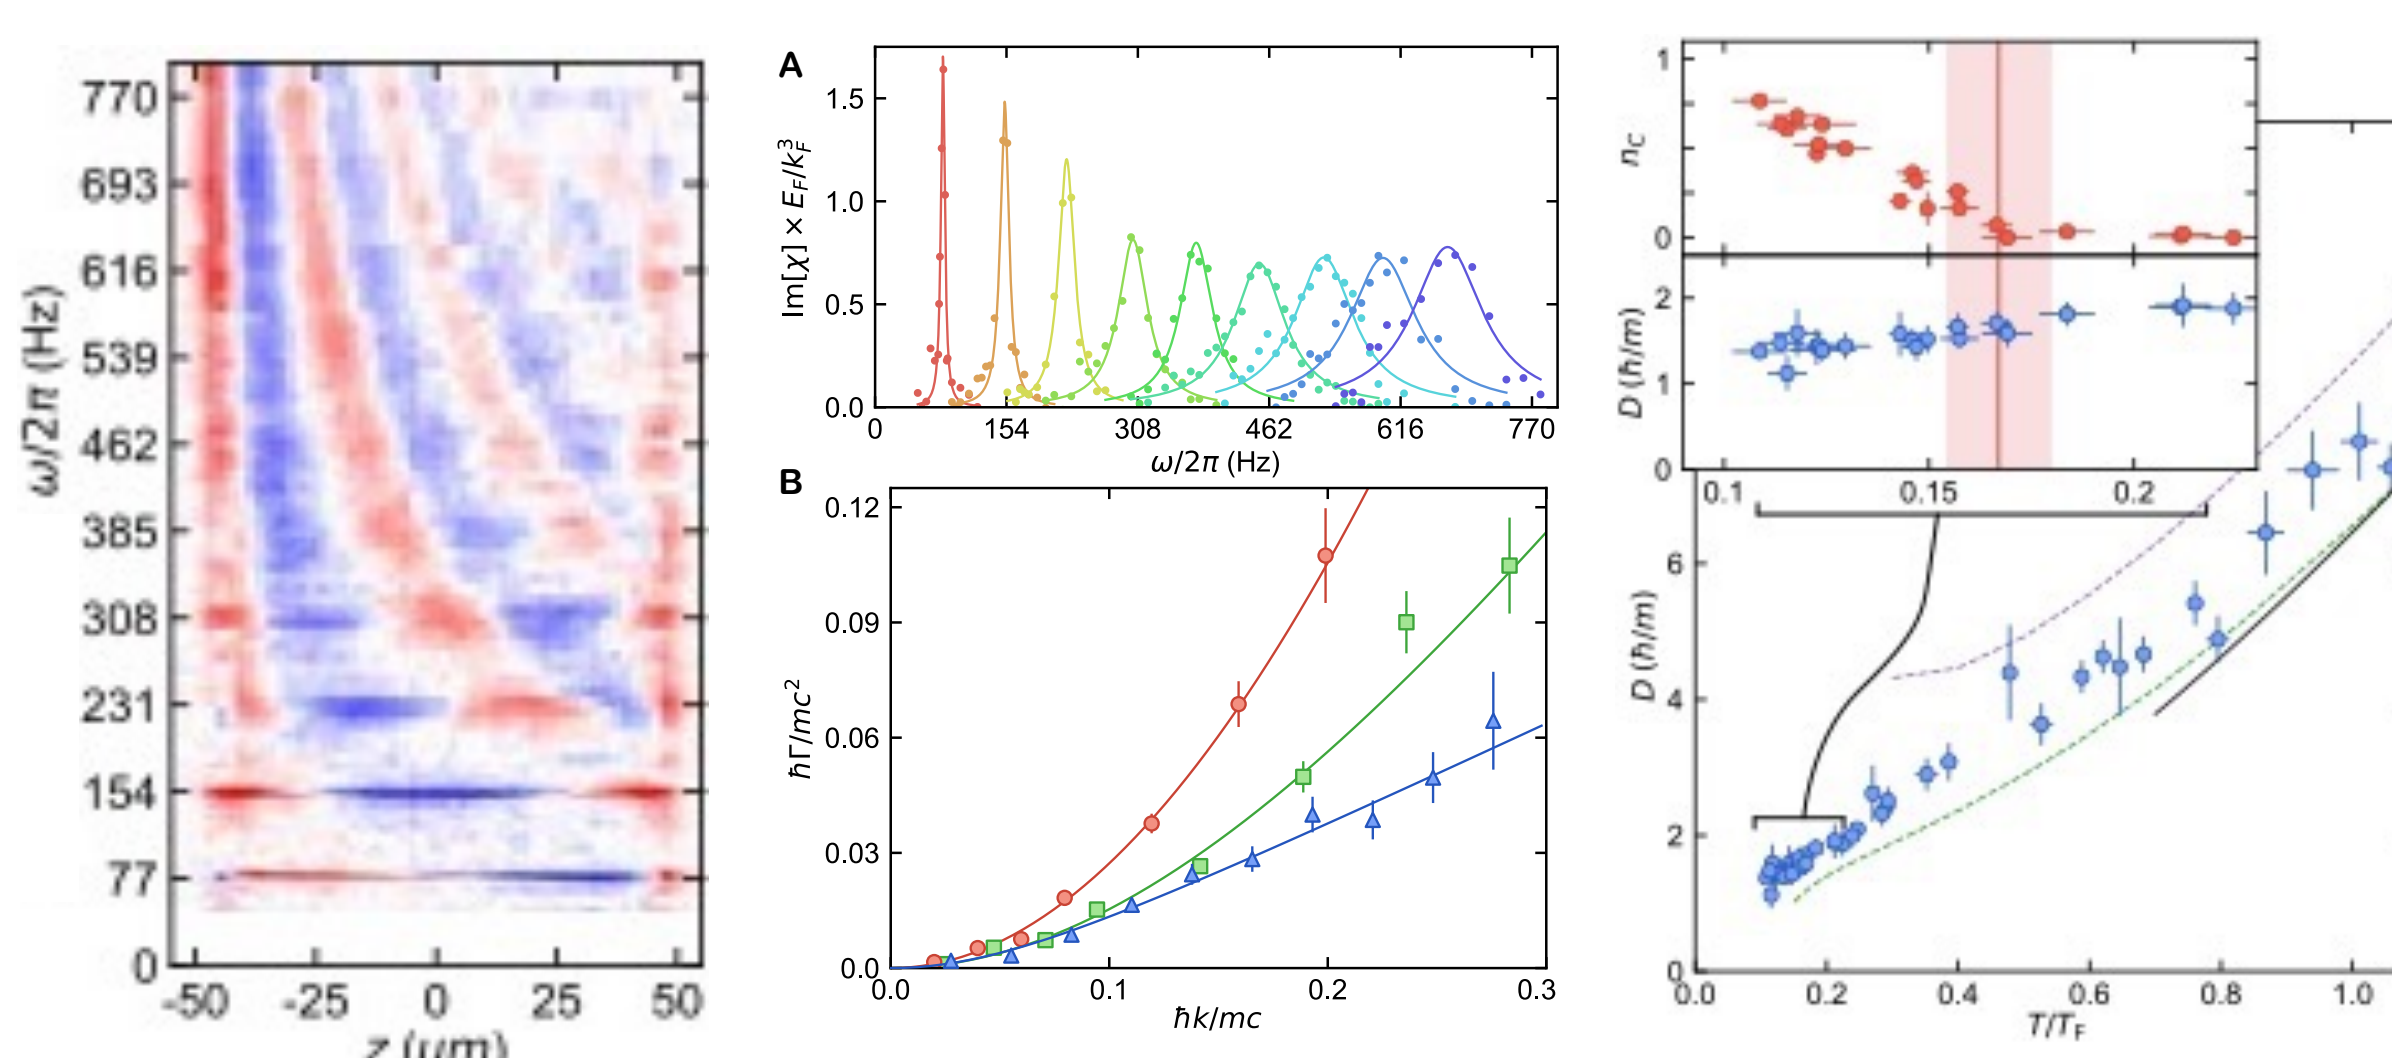 770
693
616
539
462
385
308
231
154
77
0
ω/2π (Hz)
-50 -25 0 25 50
z (μm)
A
1.5
1.0
0.5
0.0
Im[χ] × E_F/k_F^3
0 154 308 462 616 770
ω/2π (Hz)
B
0.12
0.09
0.06
0.03
0.0
ħΓ/mc²
0.0 0.1 0.2 0.3
ħk/mc
1
0
n_C
2
1
0
D (ħ/m)
0.1 0.15 0.2
6
4
2
0
D (ħ/m)
0.0 0.2 0.4 0.6 0.8 1.0
T/T_F